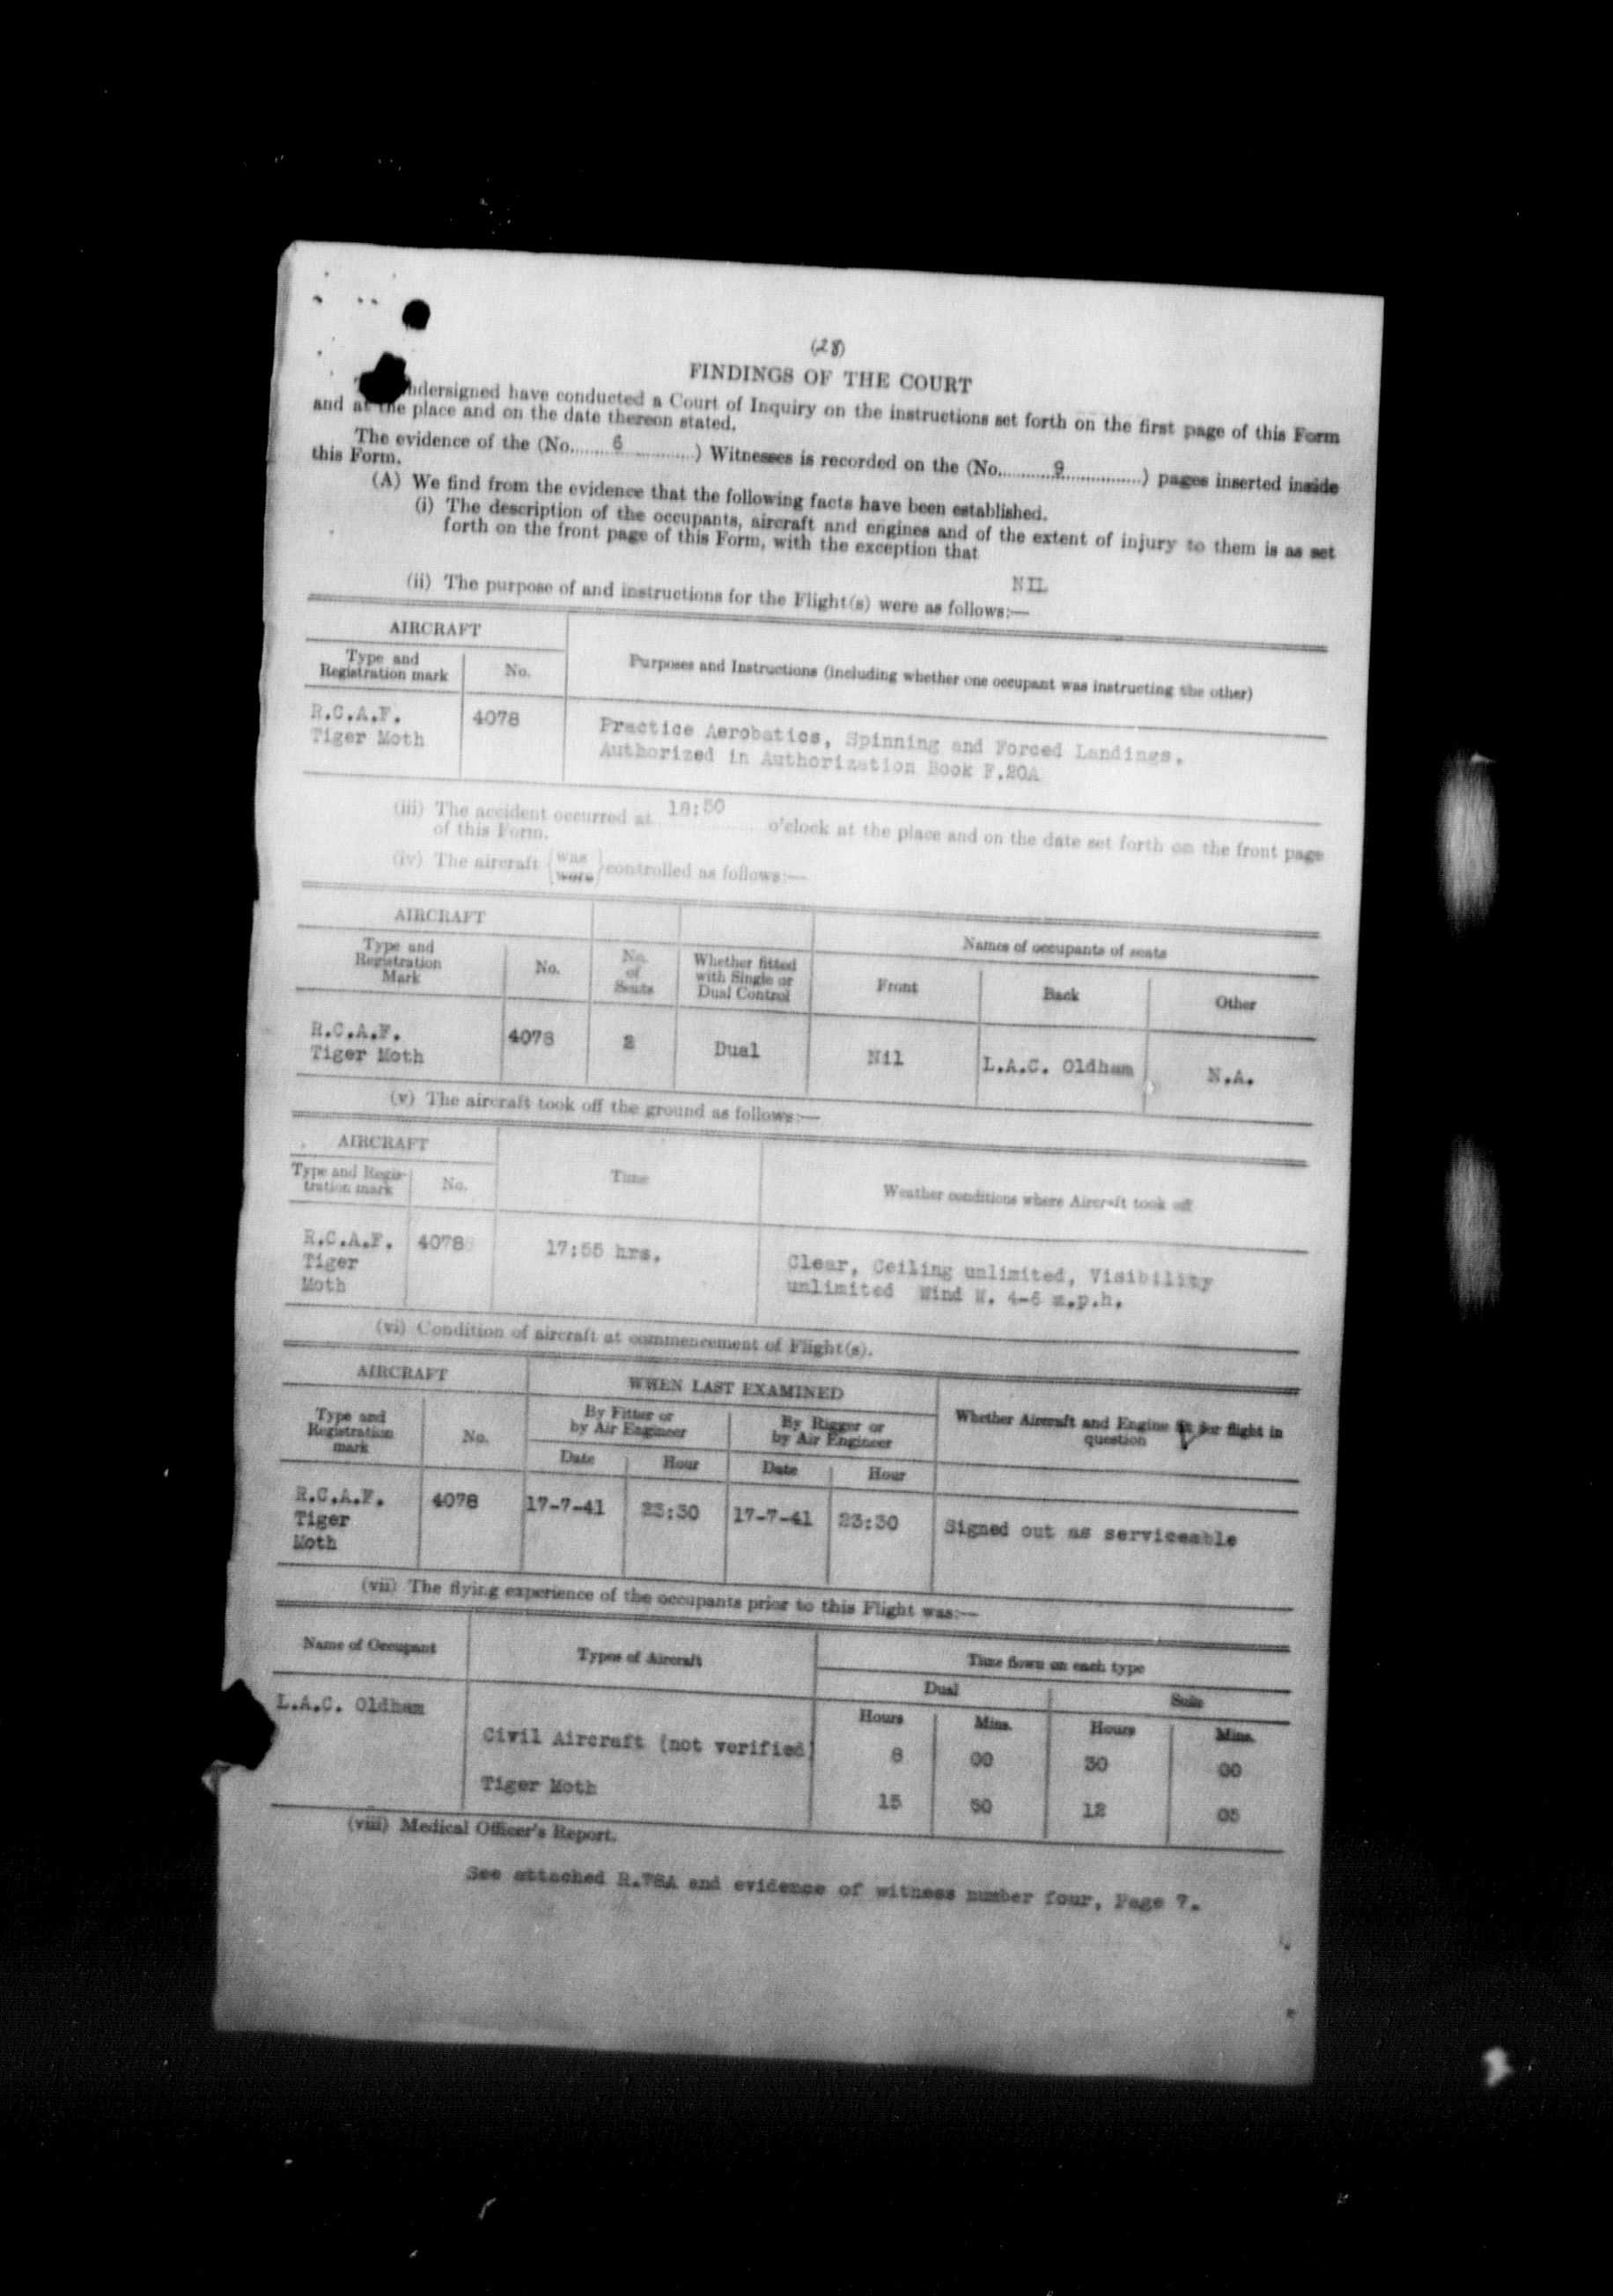 (28)
FINDINGS OF THE COURT
undersigned have conducted a Court of Inquiry on the instructions set forth on the first page of this Form
and at the place and on the date thereon stated.
The evidence of the (No. 6 ) Witnesses is recorded on the (No. 9 ) pages inserted inside
this Form.
(A) We find from the evidence that the following facts have been established.
(i) The description of the occupants, aircraft and engines and of the extent of injury to them is as set
forth on the front page of this Form, with the exception that
NIL
(ii) The purpose of and instructions for the Flight(s) were as follows:—
AIRCRAFT
Type and Registration mark No. Purposes and Instructions (including whether one occupant was instructing the other)
R.C.A.F. 4078 Practice Aerobatics, Spinning and Forced Landings.
Tiger Moth Authorized in Authorization Book F.20A
(iii) The accident occurred at 18:50 o'clock at the place and on the date set forth on the front page
of this Form.
(iv) The aircraft {was were} controlled as follows:—
AIRCRAFT Names of occupants of seats
Type and Registration Mark No. No. of Seats Whether fitted with Single or Dual Control Front Back Other
R.C.A.F. 4078 2 Dual Nil L.A.C. Oldham N.A.
Tiger Moth
(v) The aircraft took off the ground as follows:—
AIRCRAFT
Type and Regis-tration mark No. Time Weather conditions where Aircraft took off
R.C.A.F. 4078 17:55 hrs. Clear, Ceiling unlimited, Visibility
Tiger unlimited Wind W. 4-6 m.p.h.
Moth
(vi) Condition of aircraft at commencement of Flight(s).
AIRCRAFT WHEN LAST EXAMINED
Type and Registration mark No. By Fitter or by Air Engineer By Rigger or by Air Engineer Whether Aircraft and Engine fit for flight in question
Date Hour Date Hour
R.C.A.F. 4078 17-7-41 23:30 17-7-41 23:30 Signed out as serviceable
Tiger
Moth
(vii) The flying experience of the occupants prior to this Flight was:—
Name of Occupant Types of Aircraft Time flown on each type
Dual Solo
Hours Mins. Hours Mins.
L.A.C. Oldham
Civil Aircraft (not verified) 8 00 30 00
Tiger Moth 15 50 12 05
(viii) Medical Officer's Report.
See attached and evidence of witness number four, Page 7.